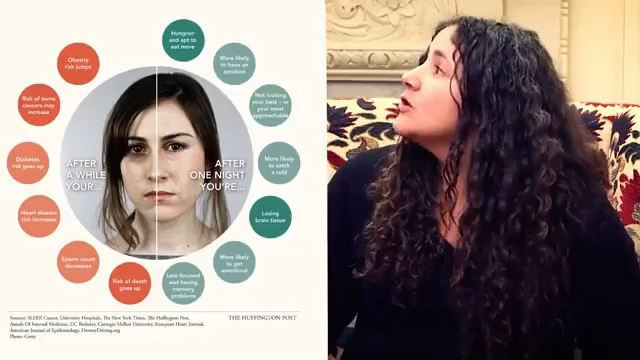 Hungrier
and apt to
eat more
More likely
to have an
accident
Not looking
your best – or
your most
approachable
More likely
to catch
a cold
Losing
brain tissue
More likely
to get
emotional
Less focused
and having
memory
problems
Risk of death
goes up
Sperm count
decreases
Heart disease
risk increases
Diabetes
risk goes up
Risk of some
cancers may
increase
Obesity
risk jumps
AFTER
A WHILE
YOUR...
AFTER
ONE NIGHT
YOU'RE...
Sources: SLEEP, Cancer, University Hospitals, The New York Times, The Huffington Post,
Annals Of Internal Medicine, UC Berkeley, Carnegie Mellon University, European Heart Journal,
American Journal of Epidemiology, DrowsyDriving.org
Photo: Getty
THE HUFFINGTON POST